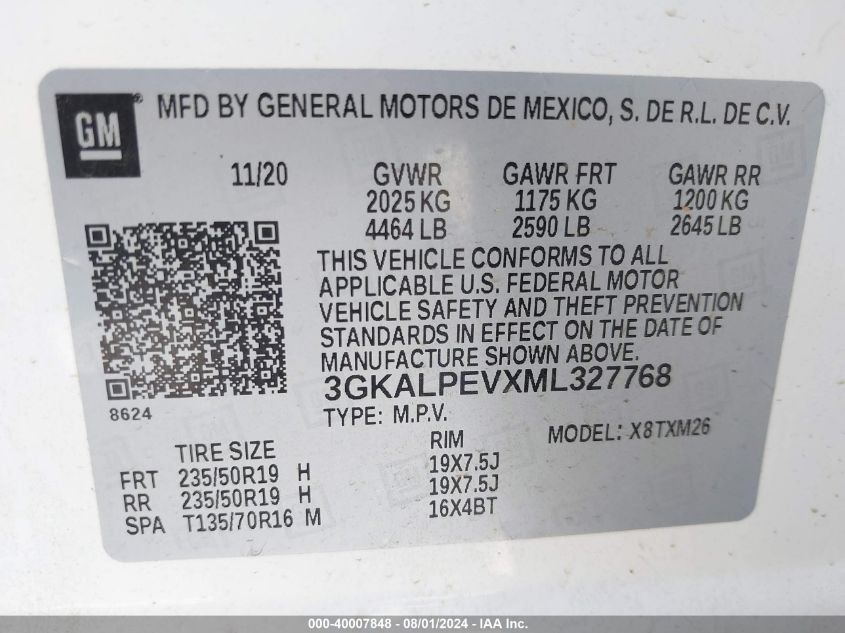 GM ®
MFD BY GENERAL MOTORS DE MEXICO, S. DE R.L. DE C.V.
11/20 GVWR GAWR FRT GAWR RR
2025 KG 1175 KG 1200 KG
4464 LB 2590 LB 2645 LB
THIS VEHICLE CONFORMS TO ALL
APPLICABLE U.S. FEDERAL MOTOR
VEHICLE SAFETY AND THEFT PREVENTION
STANDARDS IN EFFECT ON THE DATE OF
MANUFACTURE SHOWN ABOVE.
3GKALPEVXML327768
8624
TYPE: M.P.V.
MODEL: X8TXM26
TIRE SIZE RIM
FRT 235/50R19 H 19X7.5J
RR 235/50R19 H 19X7.5J
SPA T135/70R16 M 16X4BT
000-40007848 - 08/01/2024 - IAA Inc.